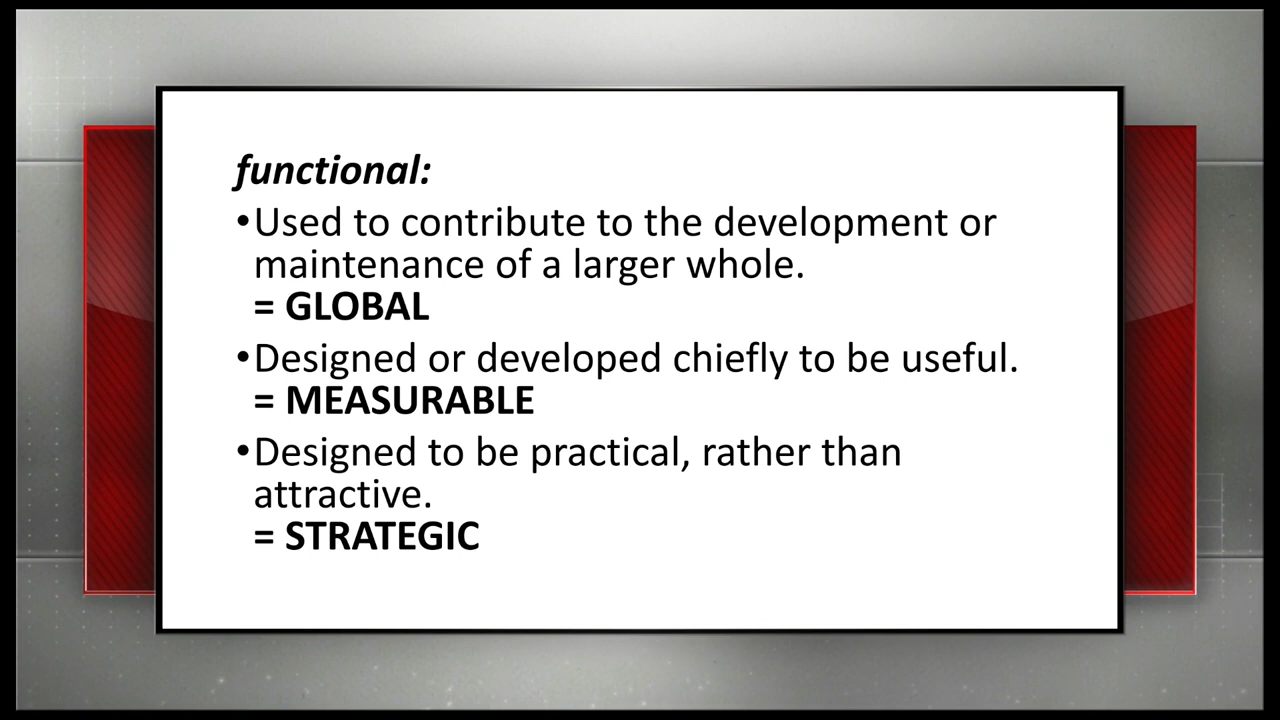 functional:
•Used to contribute to the development or
maintenance of a larger whole.
= GLOBAL
•Designed or developed chiefly to be useful.
= MEASURABLE
•Designed to be practical, rather than
attractive.
= STRATEGIC